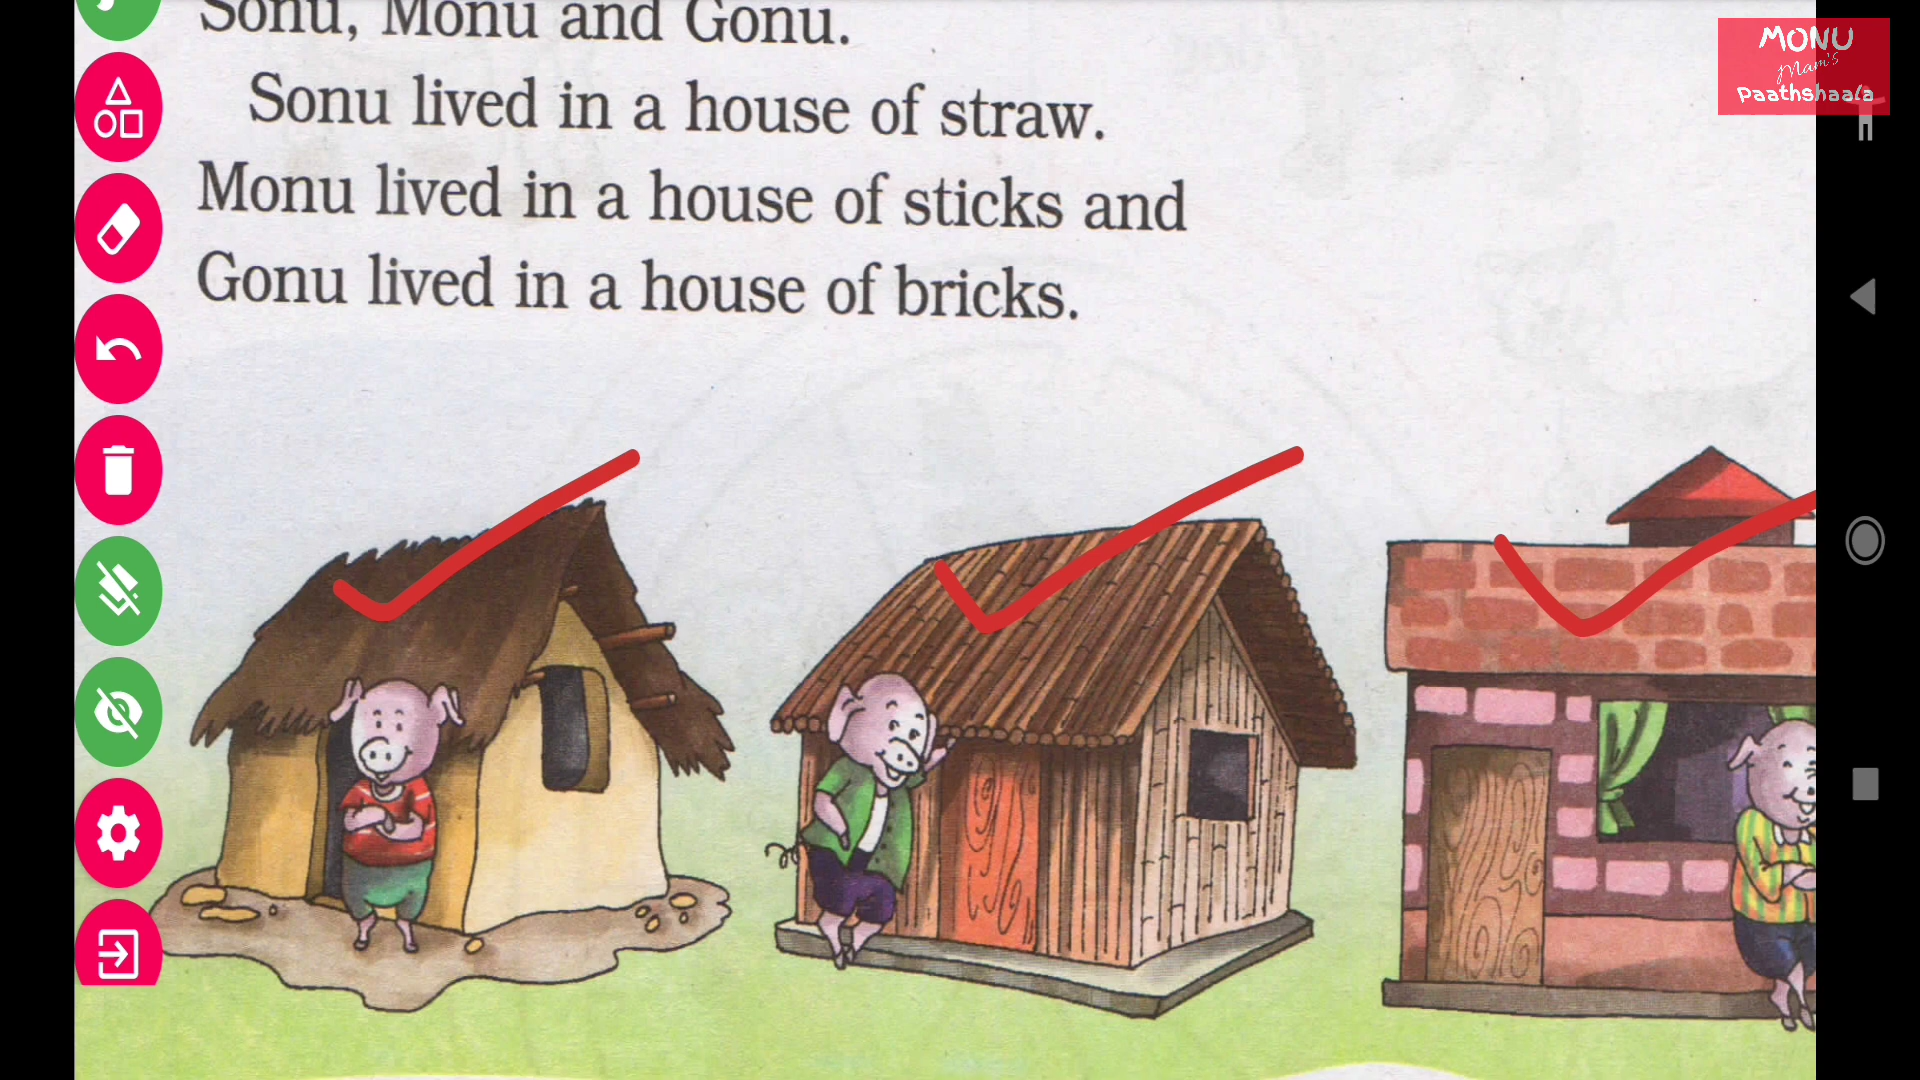 Sonu, Monu and Gonu.
Sonu lived in a house of straw.
Monu lived in a house of sticks and
Gonu lived in a house of bricks.
MONU
Mam's
Paathshaala